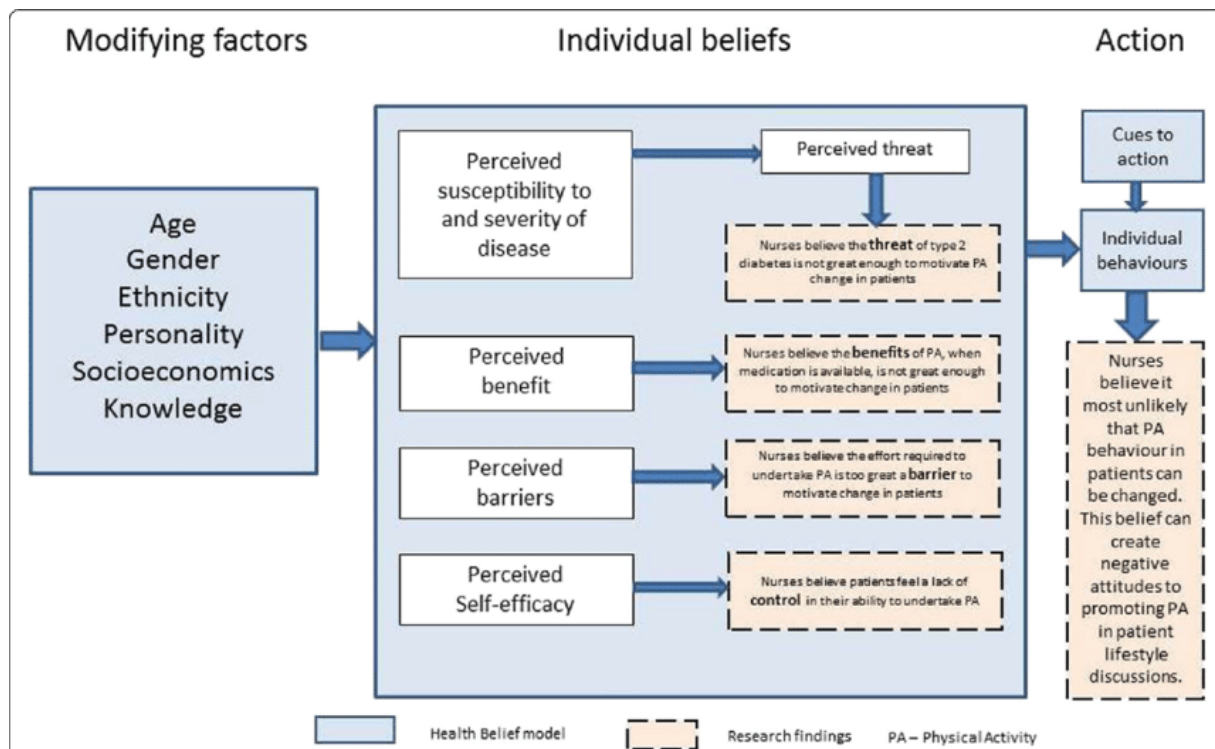 Modifying factors
Individual beliefs
Action
Age
Gender
Ethnicity
Personality
Socioeconomics
Knowledge
Perceived
susceptibility to
and severity of
disease
Perceived threat
Nurses believe the threat of type 2
diabetes is not great enough to motivate PA
change in patients
Perceived
benefit
Nurses believe the benefits of PA, when
medication is available, is not great enough
to motivate change in patients
Perceived
barriers
Nurses believe the effort required to
undertake PA is too great a barrier to
motivate change in patients
Perceived
Self-efficacy
Nurses believe patients feel a lack of
control in their ability to undertake PA
Cues to
action
Individual
behaviours
Nurses
believe it
most unlikely
that PA
behaviour in
patients can
be changed.
This belief can
create
negative
attitudes to
promoting PA
in patient
lifestyle
discussions.
Health Belief model
Research findings
PA – Physical Activity